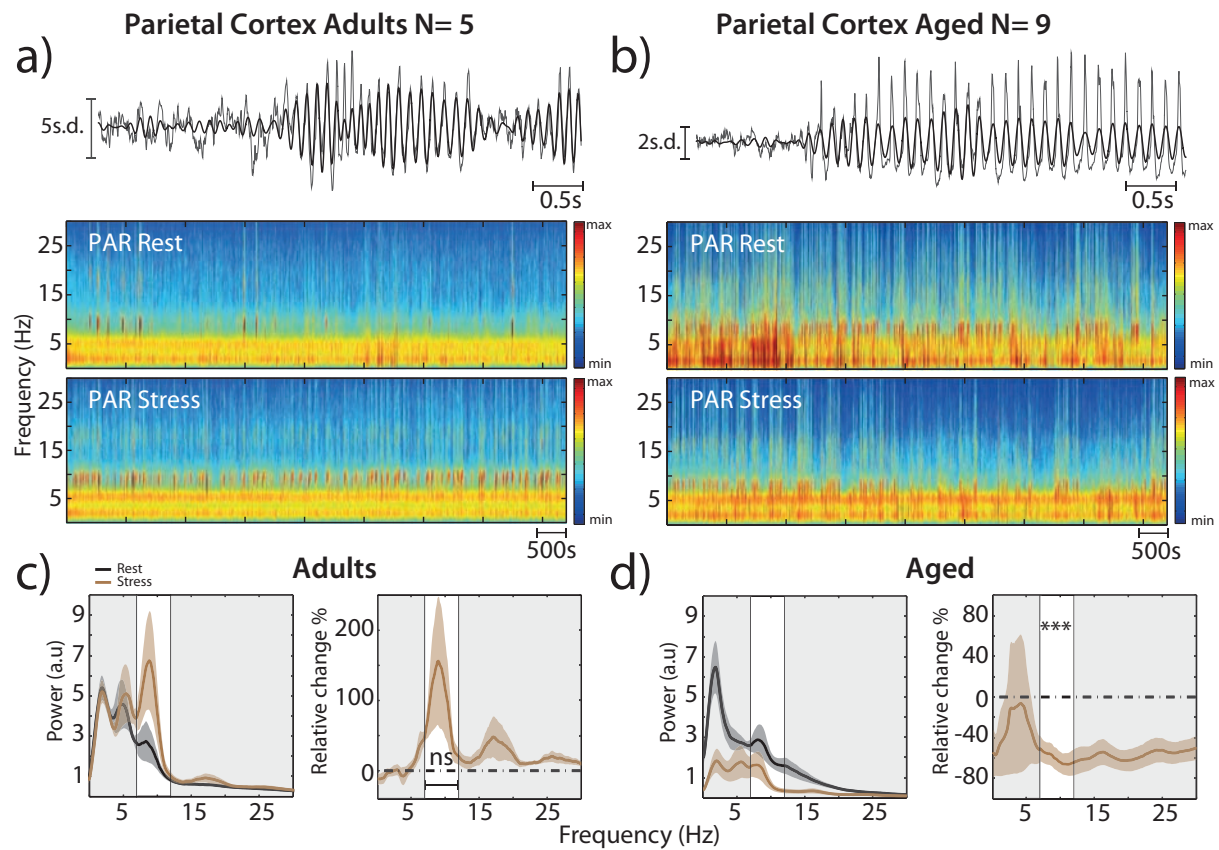 Parietal Cortex Adults N= 5
Parietal Cortex Aged N= 9
a)
5s.d.
0.5s
b)
2s.d.
0.5s
PAR Rest
25
15
5
max
min
PAR Rest
25
15
5
max
min
Frequency (Hz)
PAR Stress
25
15
5
max
min
500s
PAR Stress
25
15
5
max
min
500s
c)
Adults
Rest
Stress
Power (a.u)
9
7
5
3
1
5 15 25
Relative change %
200
150
100
50
0
ns
5 15 25
d)
Aged
Power (a.u)
9
7
5
3
1
5 15 25
Relative change %
80
40
0
-40
-80
***
5 15 25
Frequency (Hz)